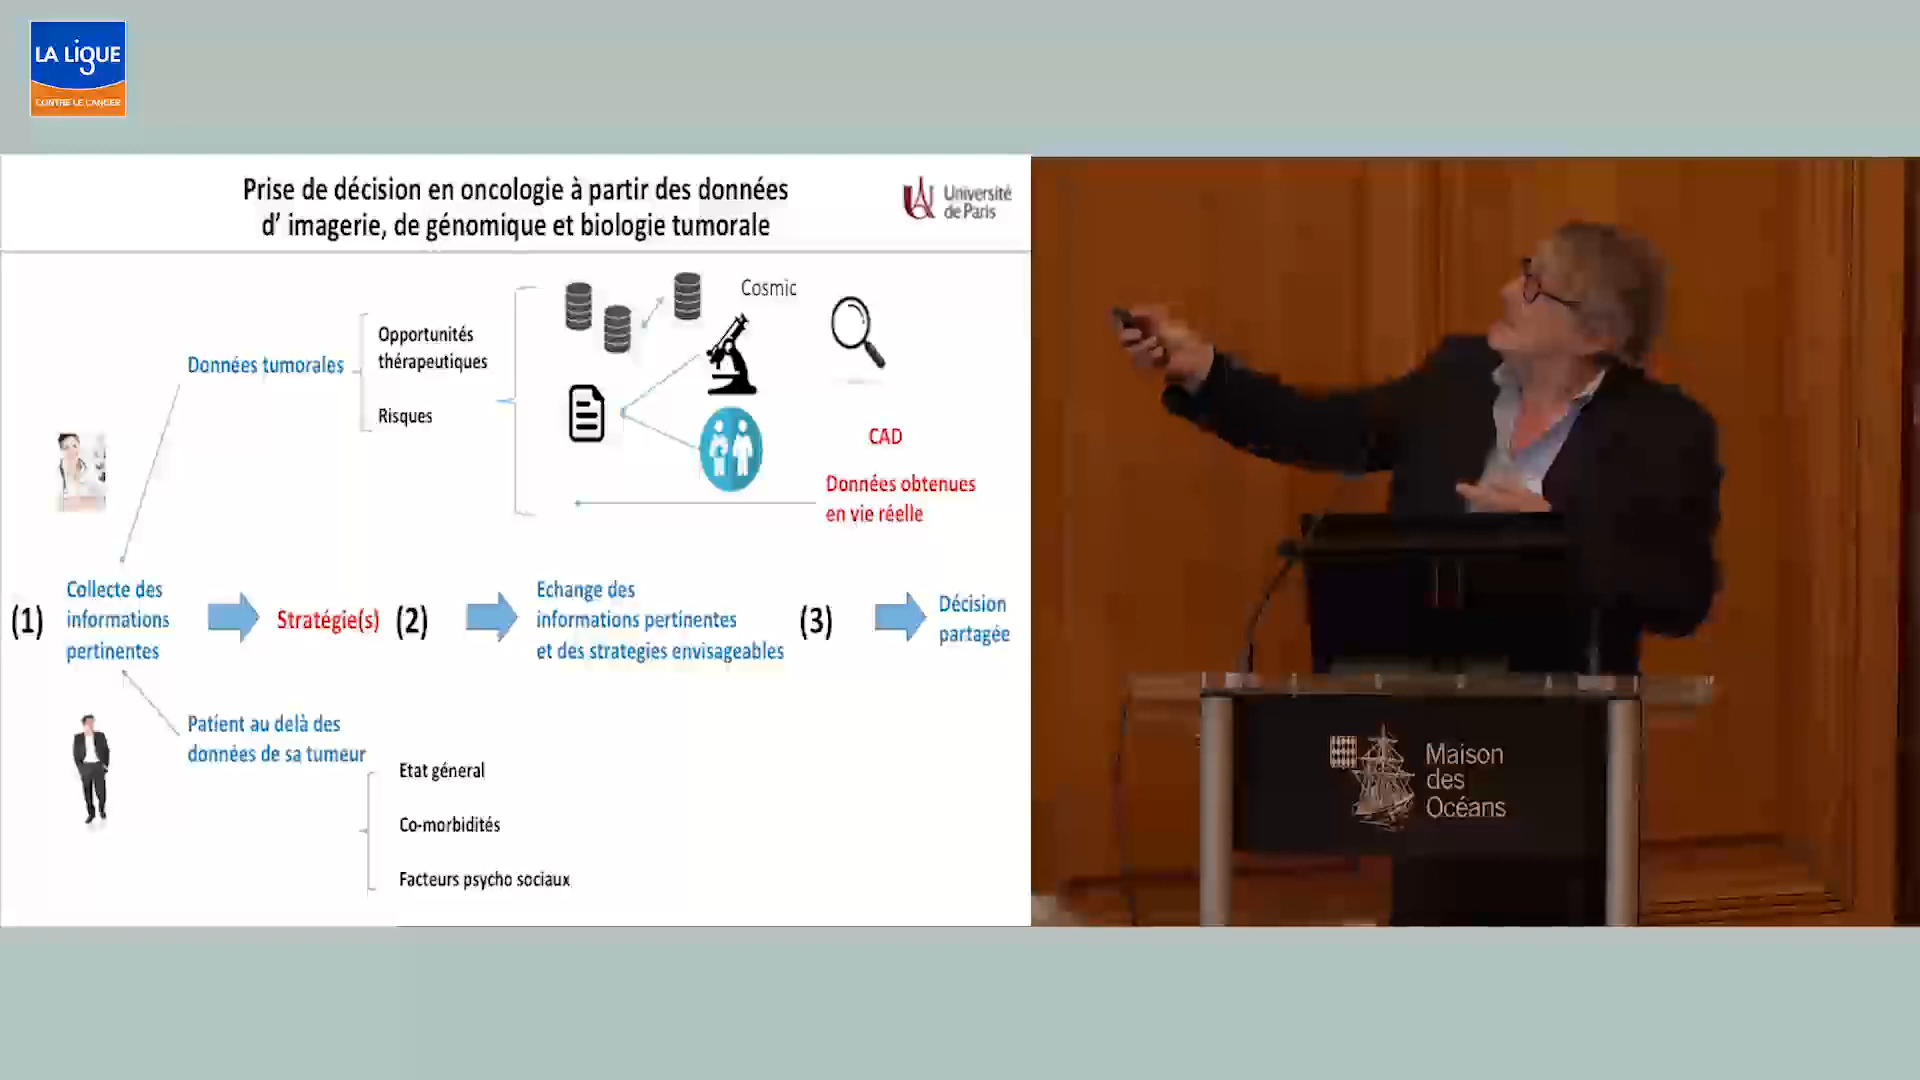 LA LIGUE
CONTRE LE CANCER
Prise de décision en oncologie à partir des données
d' imagerie, de génomique et biologie tumorale
Université
de Paris
Cosmic
Opportunités
thérapeutiques
Données tumorales
Risques
CAD
Données obtenues
en vie réelle
(1)
Collecte des
informations
pertinentes
Stratégie(s)
(2)
Echange des
informations pertinentes
et des strategies envisageables
(3)
Décision
partagée
Patient au delà des
données de sa tumeur
Etat géneral
Co-morbidités
Facteurs psycho sociaux
Maison
des
Océans